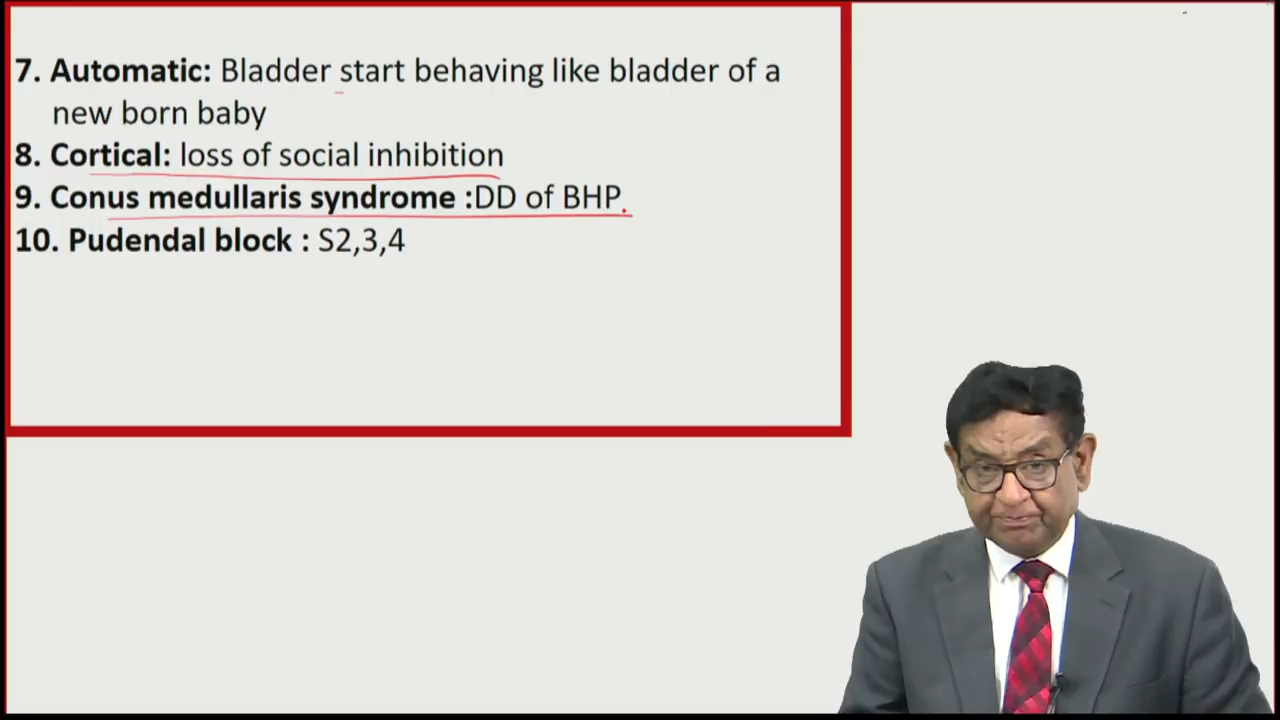 7. Automatic: Bladder start behaving like bladder of a
new born baby
8. Cortical: loss of social inhibition
9. Conus medullaris syndrome :DD of BHP.
10. Pudendal block : S2,3,4